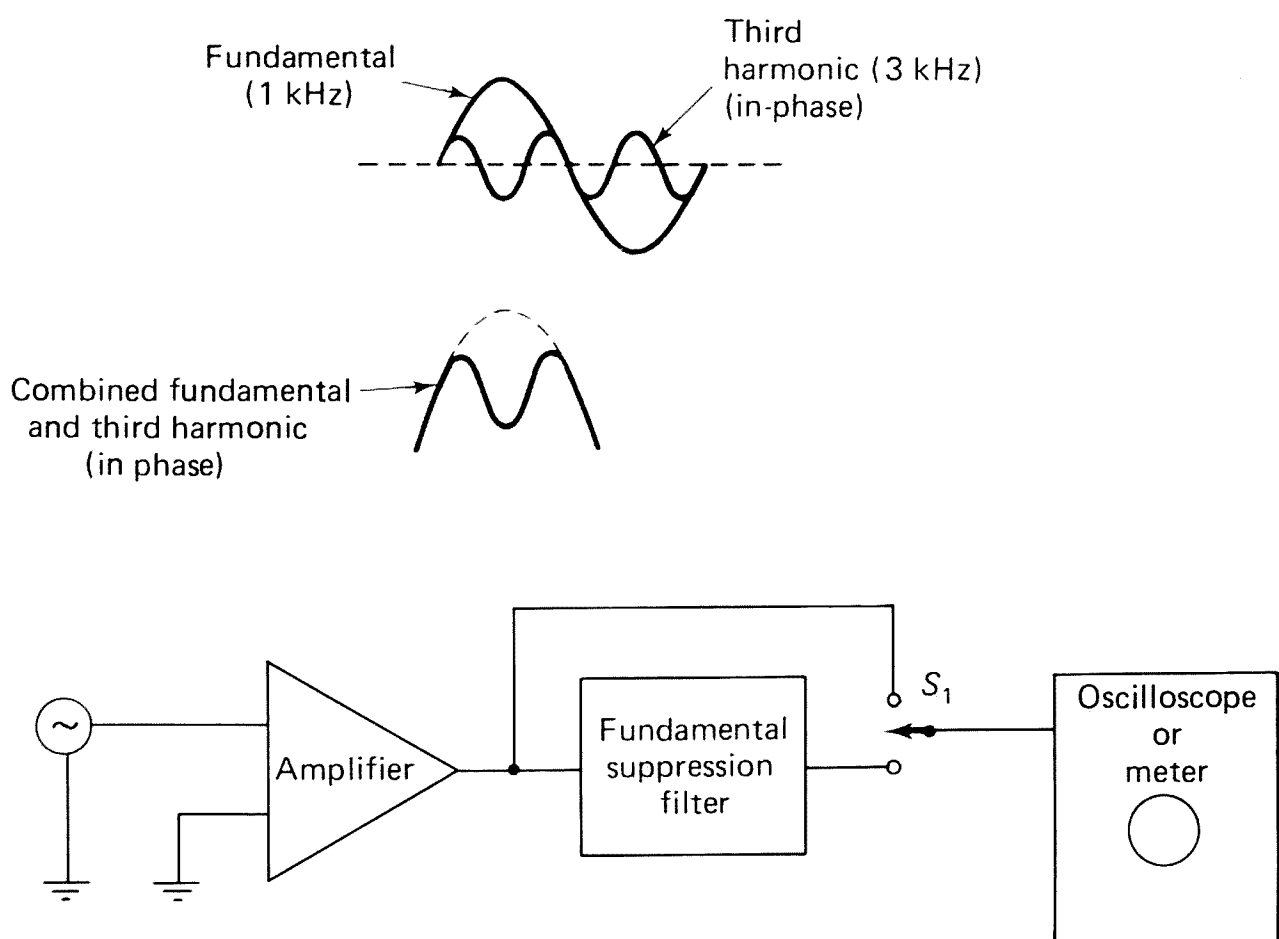 Fundamental
(1 kHz)
Third
harmonic (3 kHz)
(in-phase)
Combined fundamental
and third harmonic
(in phase)
Amplifier
Fundamental
suppression
filter
S₁
Oscilloscope
or
meter
~